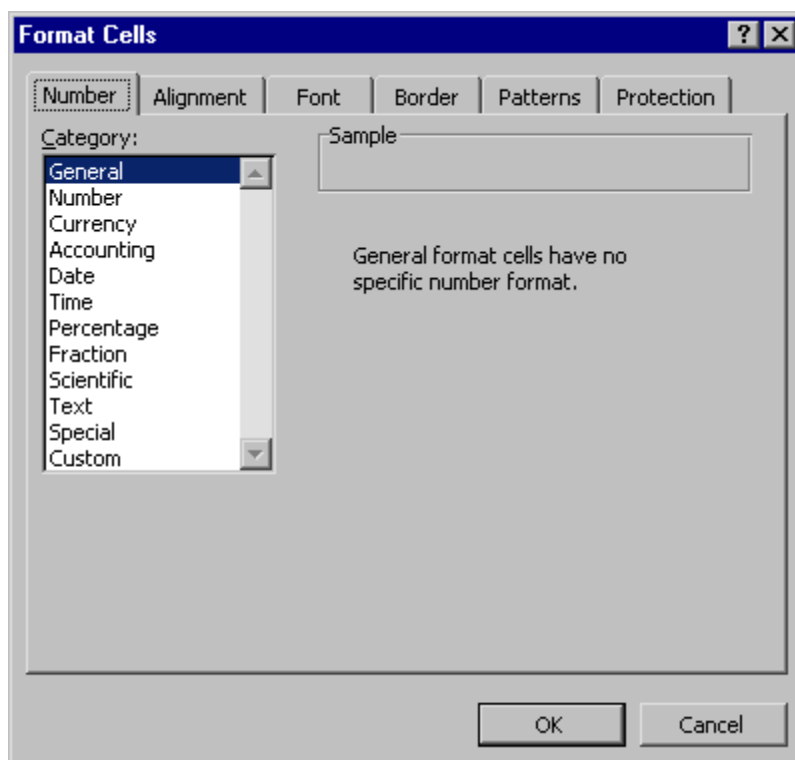 Format Cells
Number Alignment Font Border Patterns Protection
Category:
General
Number
Currency
Accounting
Date
Time
Percentage
Fraction
Scientific
Text
Special
Custom
Sample
General format cells have no
specific number format.
OK Cancel